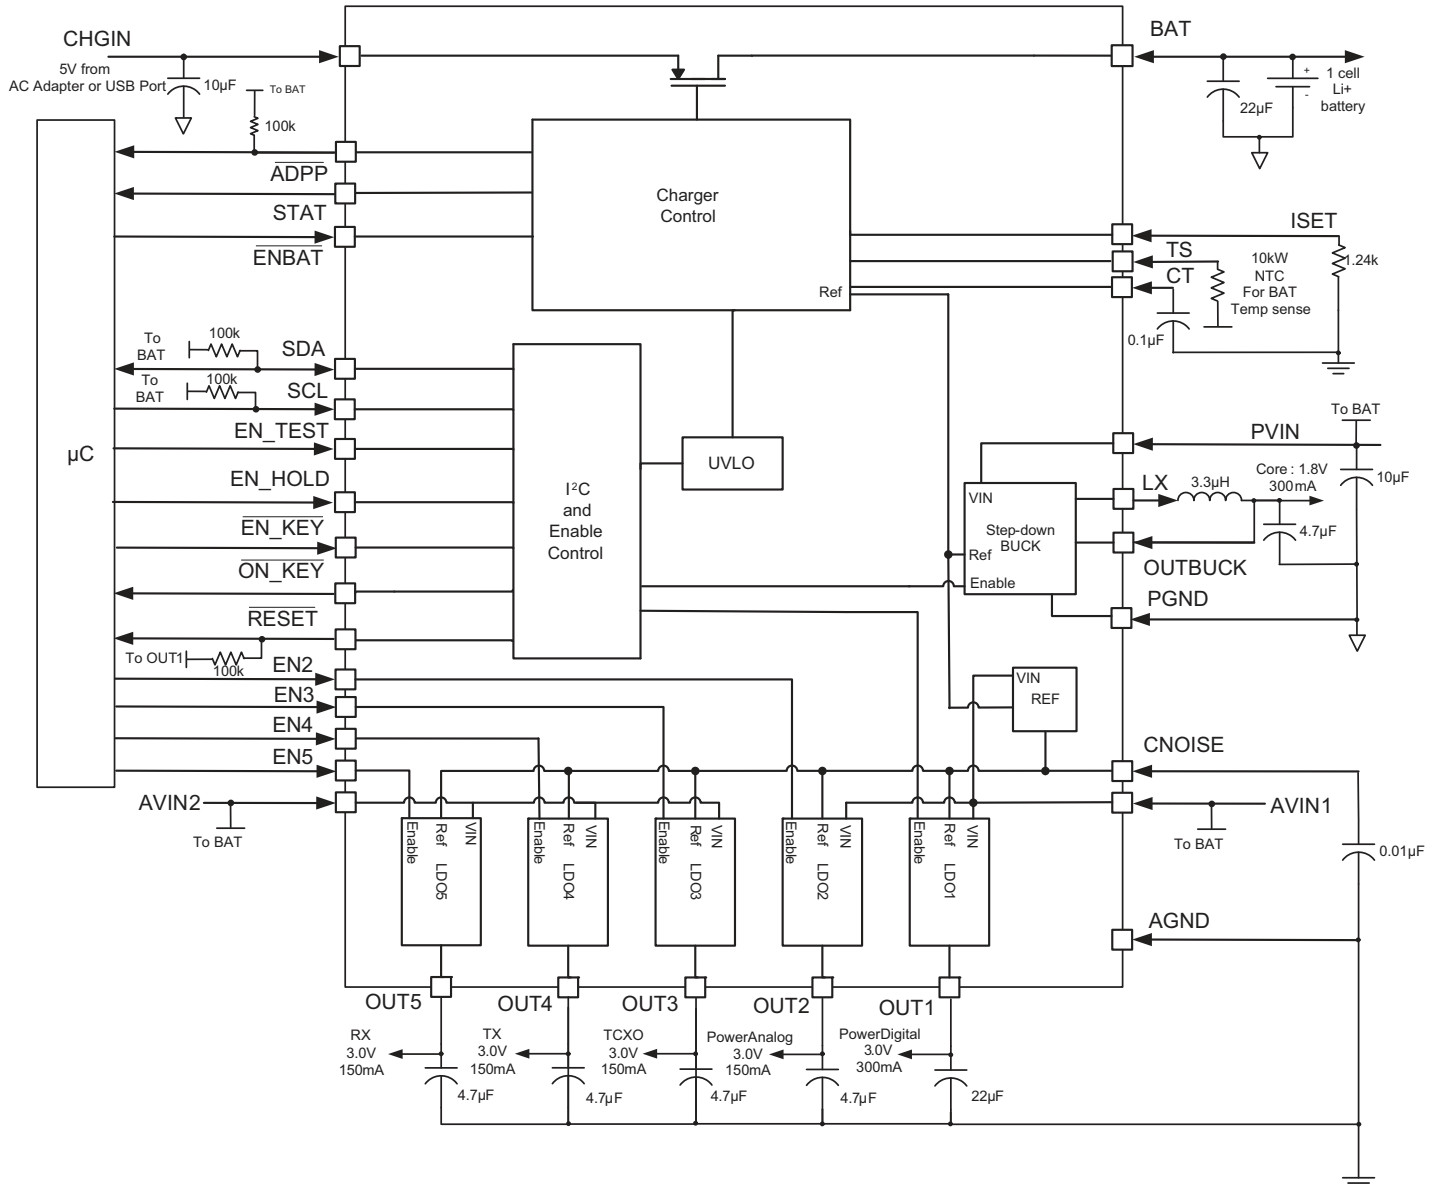 CHGIN
5V from
AC Adapter or USB Port
10µF
To BAT
100k
ADPP
STAT
ENBAT
Charger
Control
Ref
BAT
22µF
+
-
1 cell
Li+
battery
ISET
TS
CT
10kW
NTC
For BAT
Temp sense
1.24k
0.1µF
µC
To
BAT
100k
SDA
To
BAT
100k
SCL
EN_TEST
EN_HOLD
EN_KEY
ON_KEY
RESET
To OUT1
100k
EN2
EN3
EN4
EN5
AVIN2
To BAT
I²C
and
Enable
Control
UVLO
VIN
Step-down
BUCK
Ref
Enable
To BAT
PVIN
LX
3.3µH
Core : 1.8V
300mA
10µF
4.7µF
OUTBUCK
PGND
VIN
REF
CNOISE
AVIN1
To BAT
0.01µF
AGND
Enable
Ref
VIN
LDO5
Enable
Ref
VIN
LDO4
Enable
Ref
VIN
LDO3
Enable
Ref
VIN
LDO2
Enable
Ref
VIN
LDO1
OUT5
OUT4
OUT3
OUT2
OUT1
RX
3.0V
150mA
4.7µF
TX
3.0V
150mA
4.7µF
TCXO
3.0V
150mA
4.7µF
PowerAnalog
3.0V
150mA
4.7µF
PowerDigital
3.0V
300mA
22µF